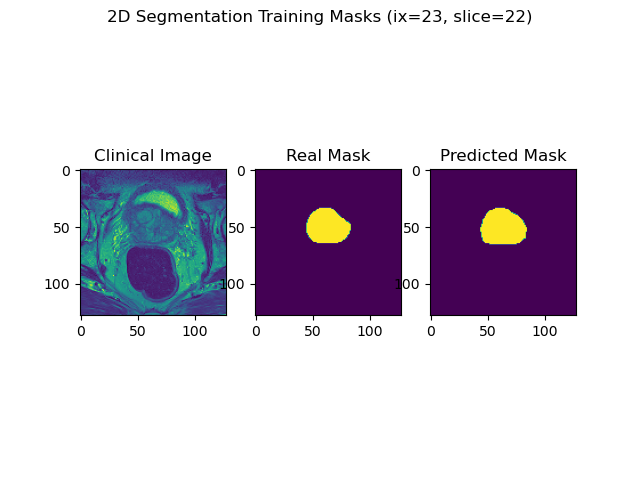 2D Segmentation Training Masks (ix=23, slice=22)
Clinical Image Real Mask Predicted Mask
0 0 0
50 50 50
100 100 100
0 50 100 0 50 100 0 50 100